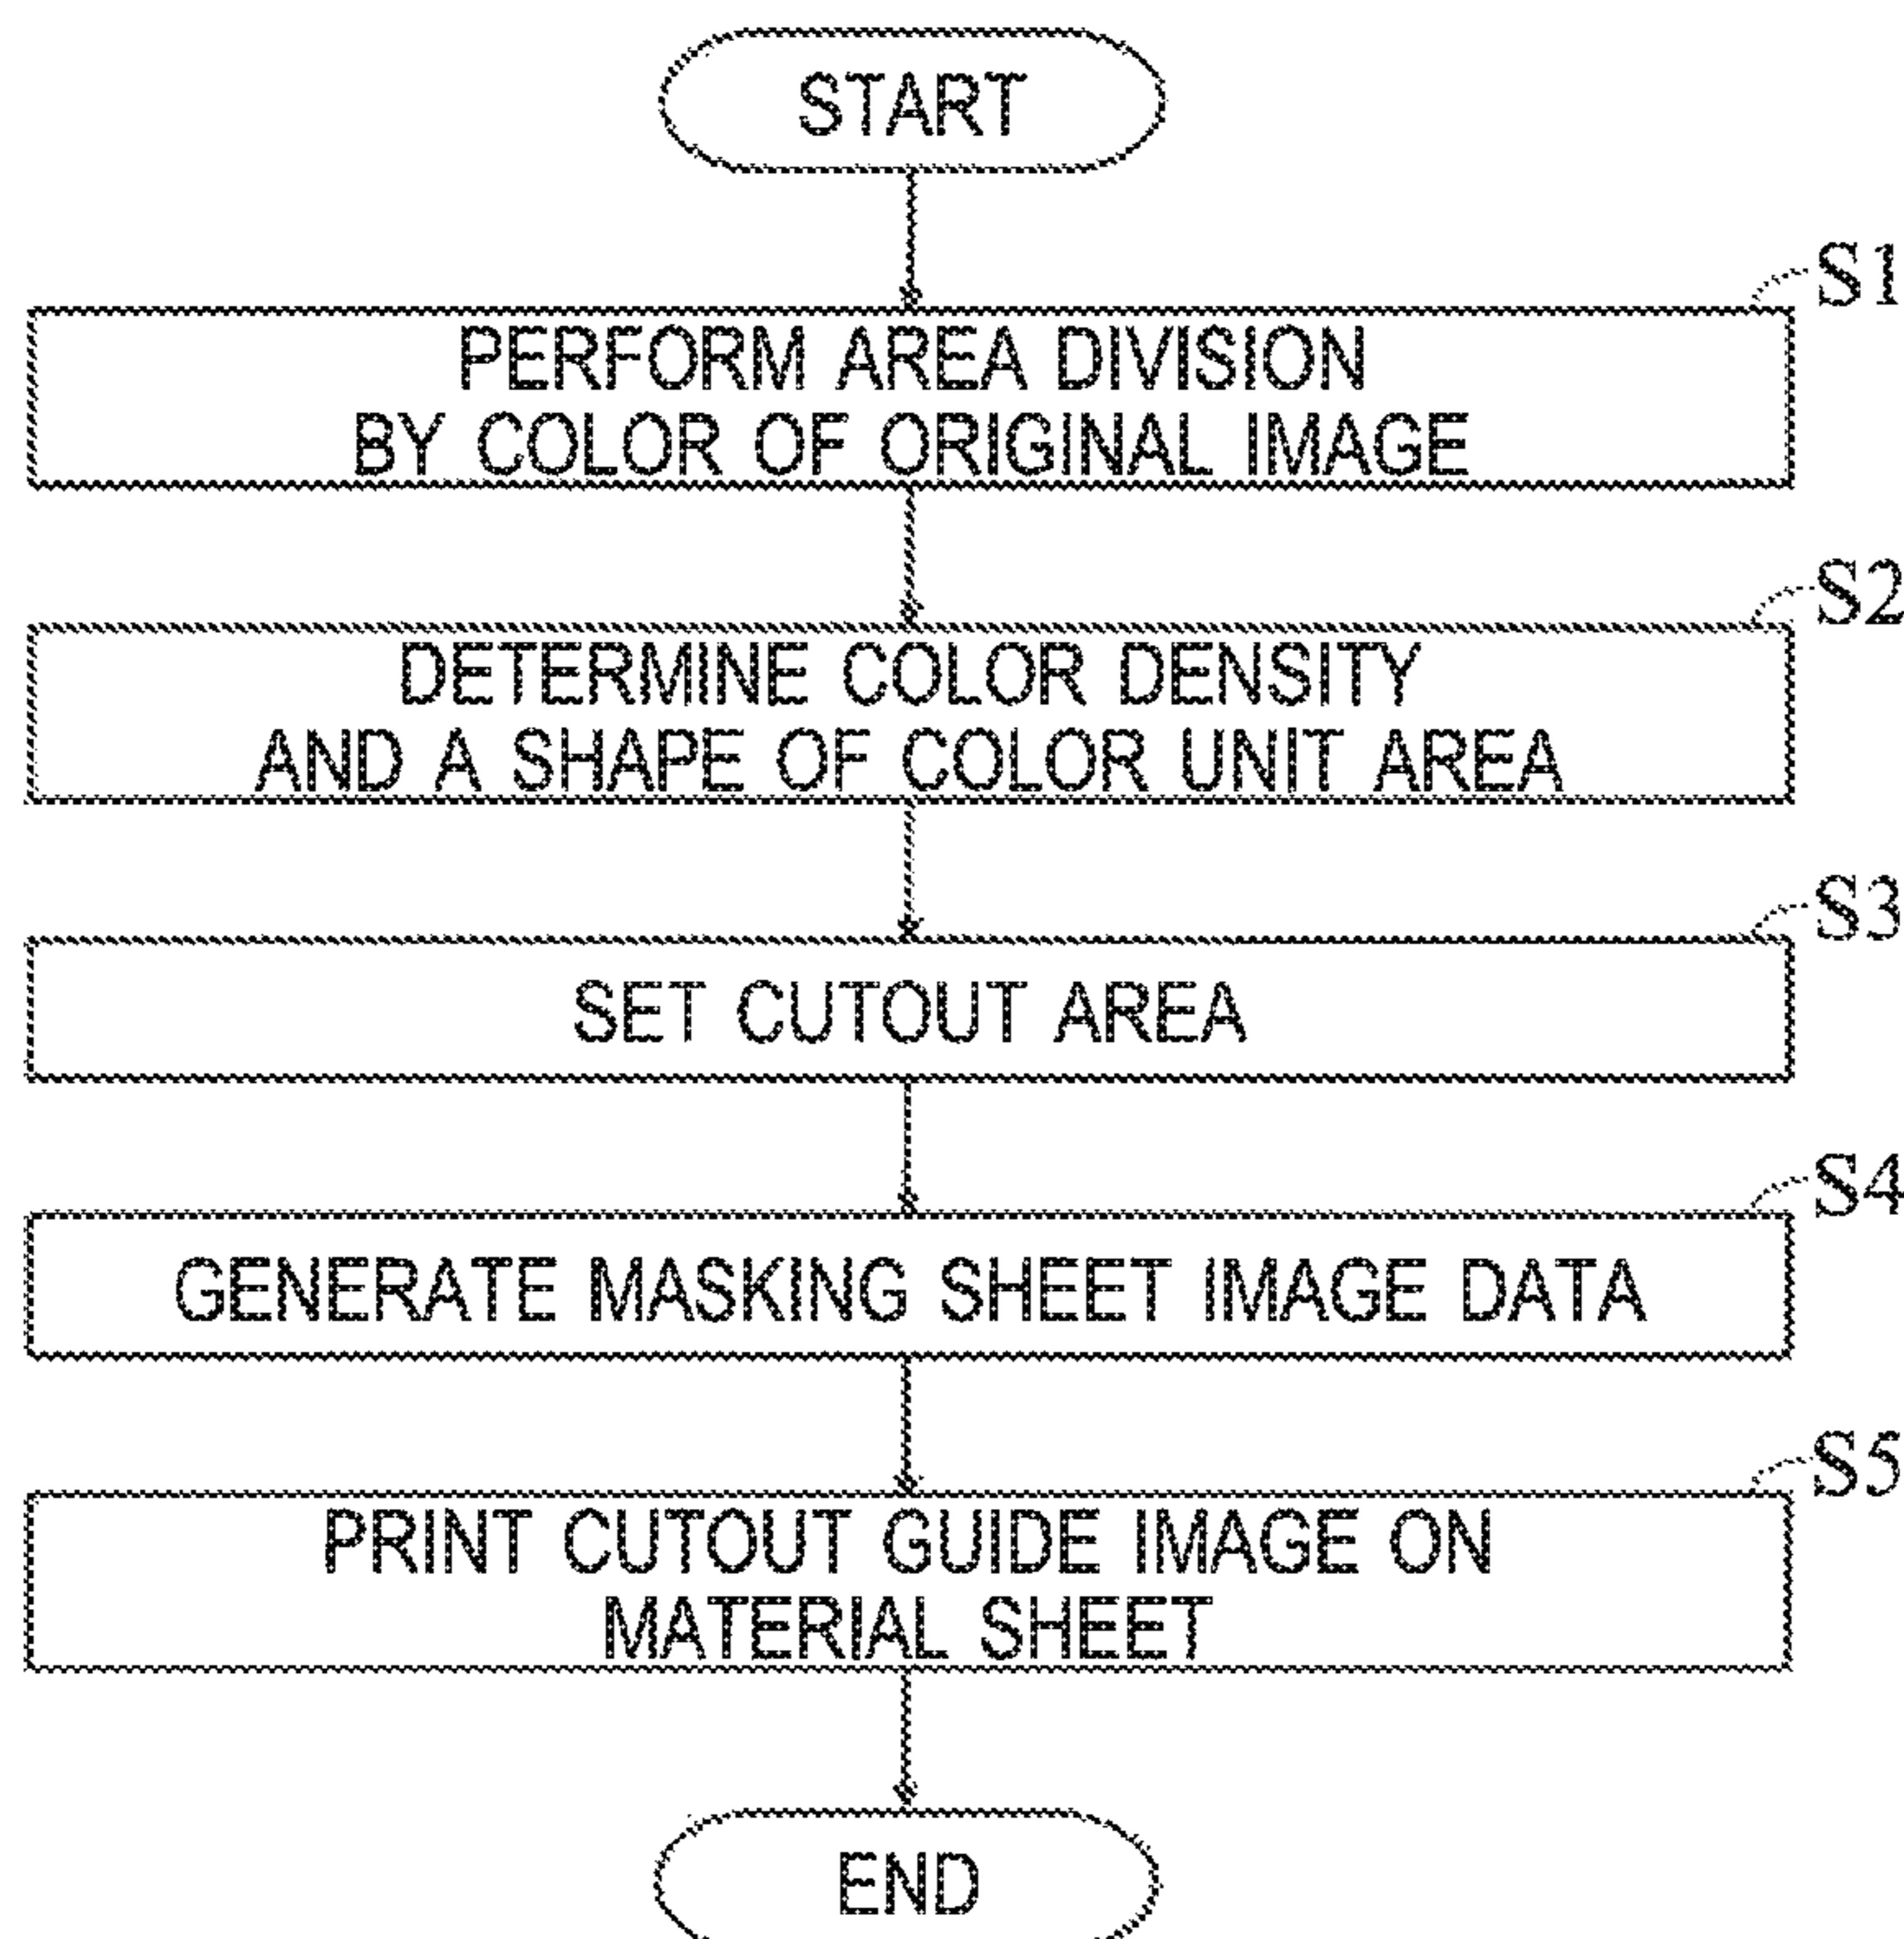 START
S1
PERFORM AREA DIVISION
BY COLOR OF ORIGINAL IMAGE
S2
DETERMINE COLOR DENSITY
AND A SHAPE OF COLOR UNIT AREA
S3
SET CUTOUT AREA
S4
GENERATE MASKING SHEET IMAGE DATA
S5
PRINT CUTOUT GUIDE IMAGE ON
MATERIAL SHEET
END